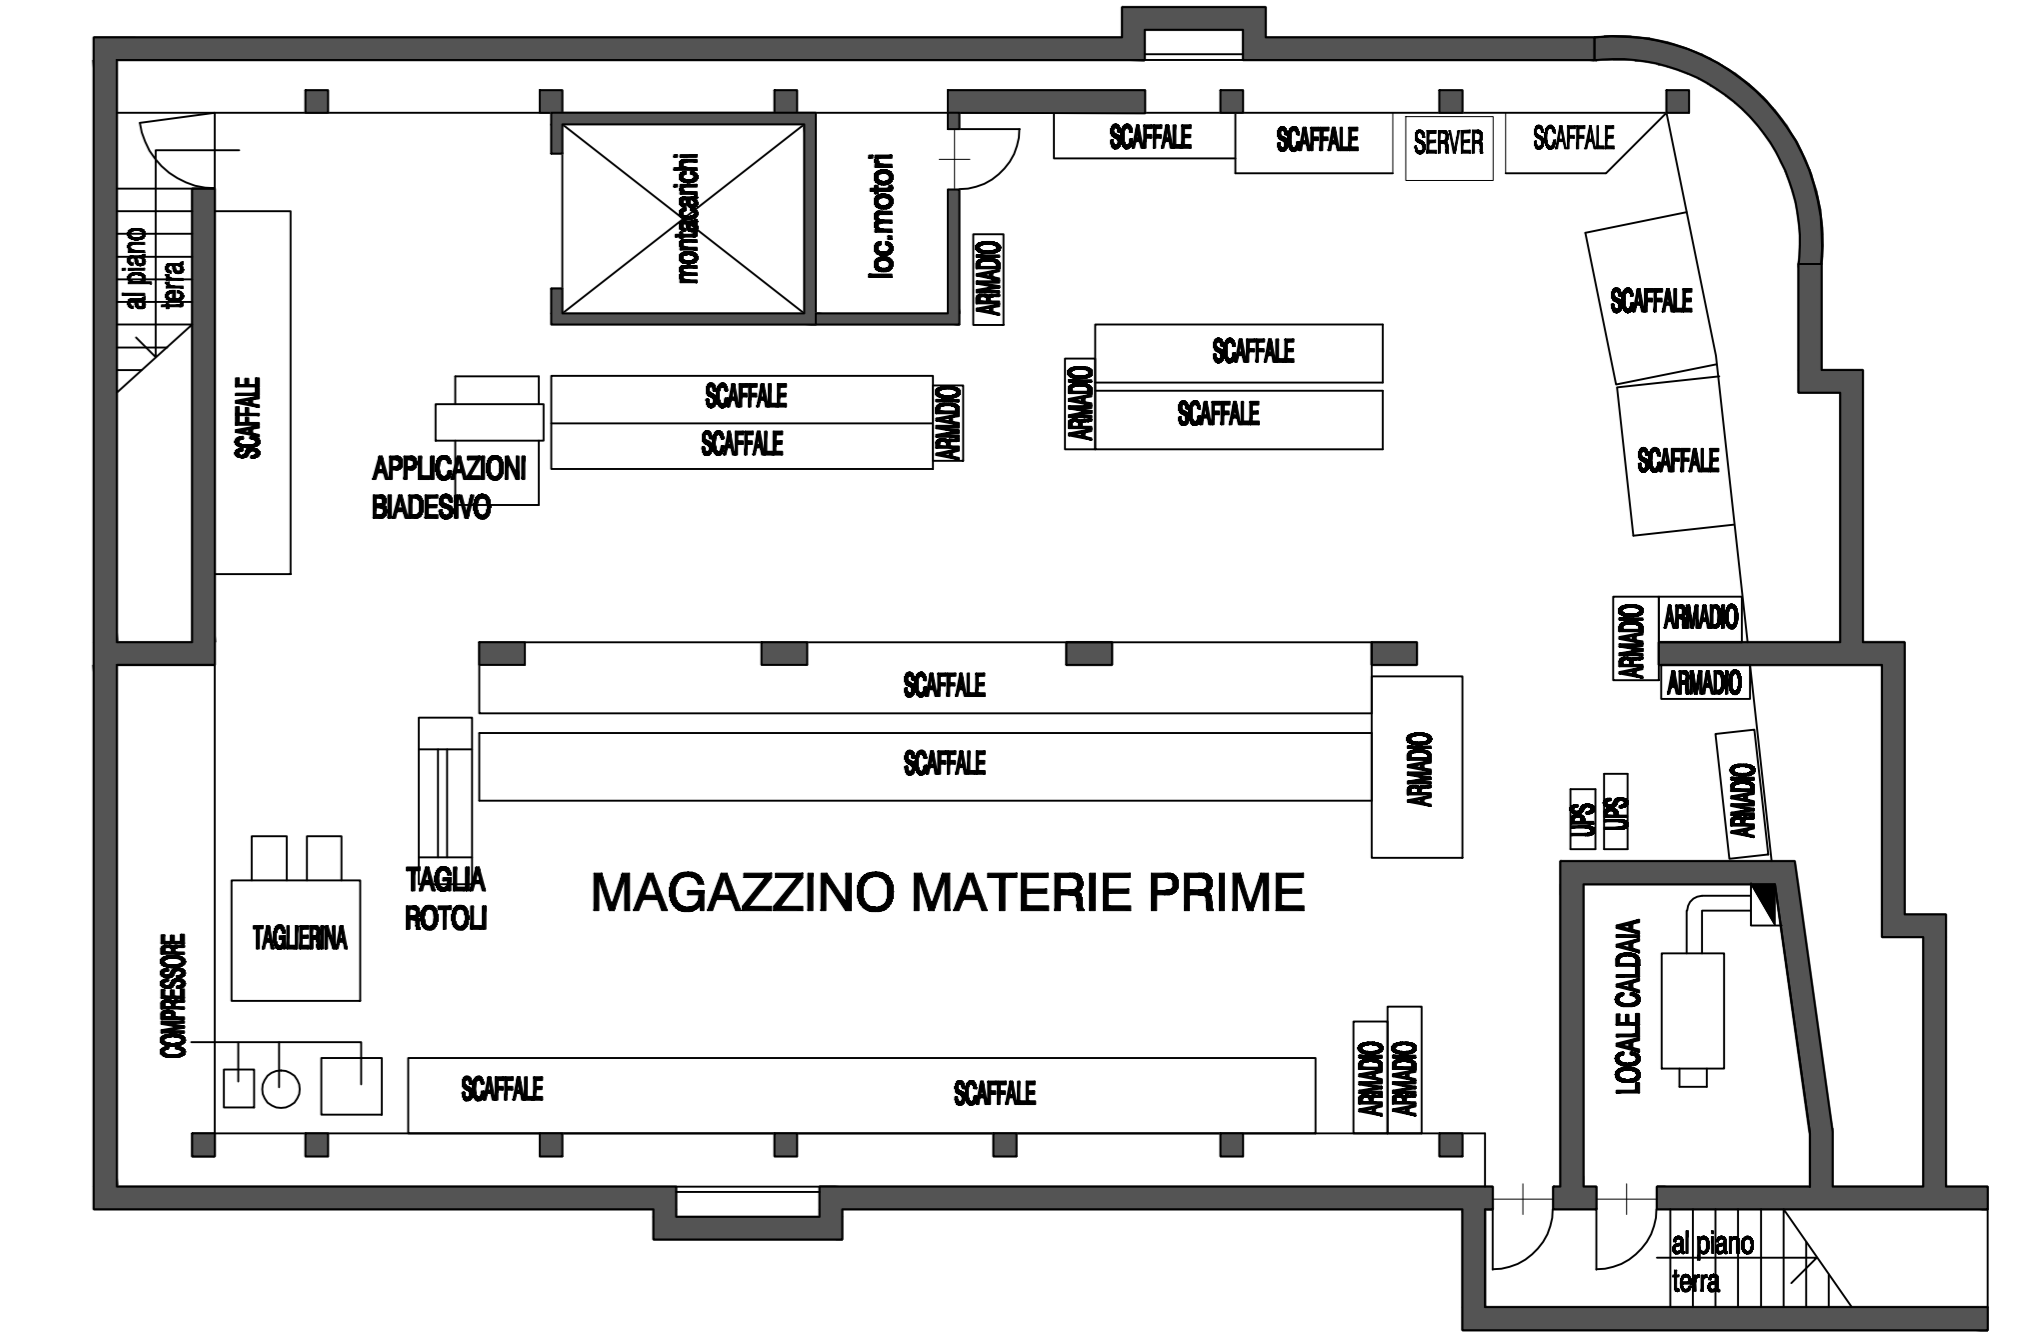 SCAFFALE
SCAFFALE
SERVER
SCAFFALE
montacarichi
loc.motori
al piano
terra
ARMADIO
SCAFFALE
SCAFFALE
SCAFFALE
SCAFFALE
ARMADIO
SCAFFALE
SCAFFALE
ARMADIO
SCAFFALE
SCAFFALE
APPLICAZIONI
BIADESIVO
ARMADIO
ARMADIO
ARMADIO
SCAFFALE
SCAFFALE
ARMADIO
ARMADIO
UPS
UPS
TAGLIA
ROTOLI
MAGAZZINO MATERIE PRIME
TAGLIERINA
COMPRESSORE
LOCALE CALDAIA
SCAFFALE
SCAFFALE
ARMADIO
ARMADIO
al piano
terra